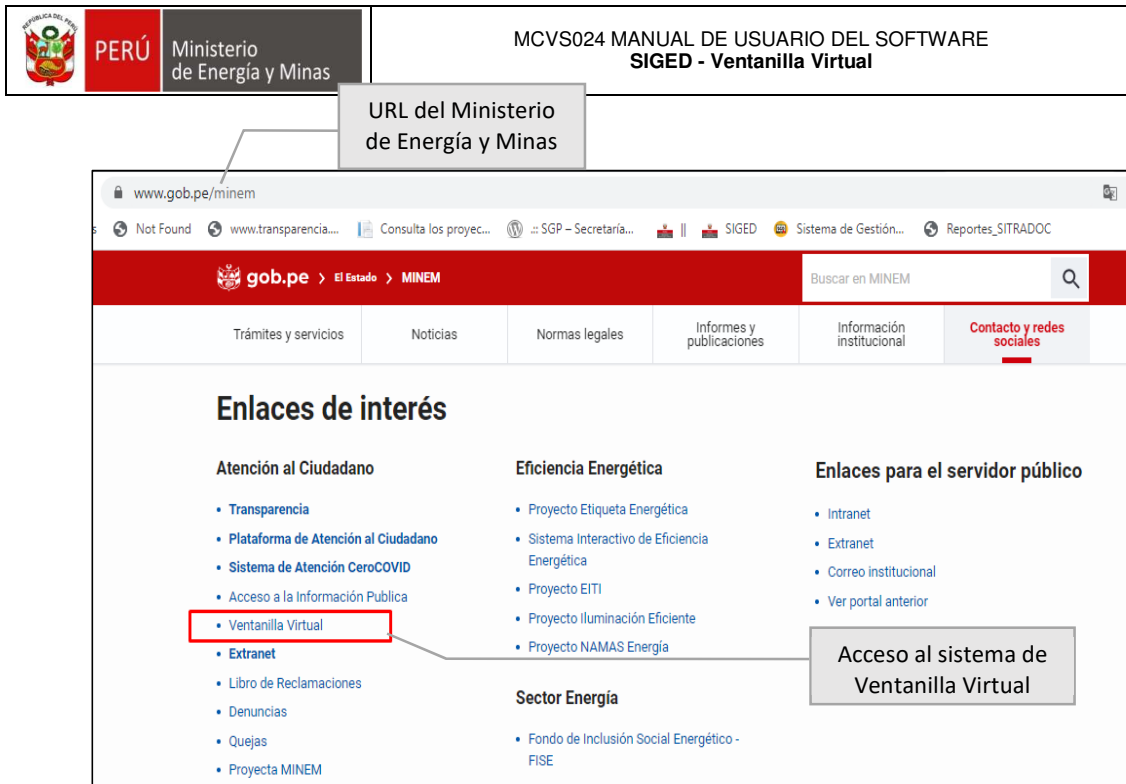 REPÚBLICA DEL PERÚ
PERÚ
Ministerio
de Energía y Minas
MCVS024 MANUAL DE USUARIO DEL SOFTWARE
SIGED - Ventanilla Virtual
URL del Ministerio
de Energía y Minas
www.gob.pe/minem
s Not Found www.transparencia.... Consulta los proyec... .:: SGP – Secretaría... || SIGED Sistema de Gestión... Reportes_SITRADOC
gob.pe > El Estado > MINEM
Buscar en MINEM
Trámites y servicios
Noticias
Normas legales
Informes y
publicaciones
Información
institucional
Contacto y redes
sociales
Enlaces de interés
Atención al Ciudadano
• Transparencia
• Plataforma de Atención al Ciudadano
• Sistema de Atención CeroCOVID
• Acceso a la Información Publica
• Ventanilla Virtual
• Extranet
• Libro de Reclamaciones
• Denuncias
• Quejas
• Proyecta MINEM
Eficiencia Energética
• Proyecto Etiqueta Energética
• Sistema Interactivo de Eficiencia
Energética
• Proyecto EITI
• Proyecto Iluminación Eficiente
• Proyecto NAMAS Energía
Sector Energía
• Fondo de Inclusión Social Energético -
FISE
Enlaces para el servidor público
• Intranet
• Extranet
• Correo institucional
• Ver portal anterior
Acceso al sistema de
Ventanilla Virtual